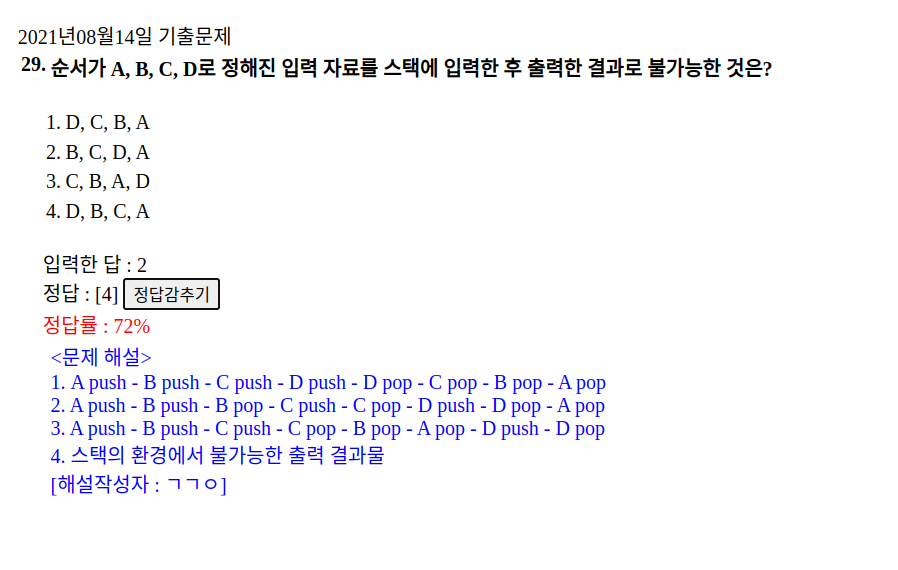 2021년08월14일 기출문제
29. 순서가 A, B, C, D로 정해진 입력 자료를 스택에 입력한 후 출력한 결과로 불가능한 것은?
1. D, C, B, A
2. B, C, D, A
3. C, B, A, D
4. D, B, C, A
입력한 답 : 2
정답 : [4] 정답감추기
정답률 : 72%
<문제 해설>
1. A push - B push - C push - D push - D pop - C pop - B pop - A pop
2. A push - B push - B pop - C push - C pop - D push - D pop - A pop
3. A push - B push - C push - C pop - B pop - A pop - D push - D pop
4. 스택의 환경에서 불가능한 출력 결과물
[해설작성자 : ㄱㄱㅇ]